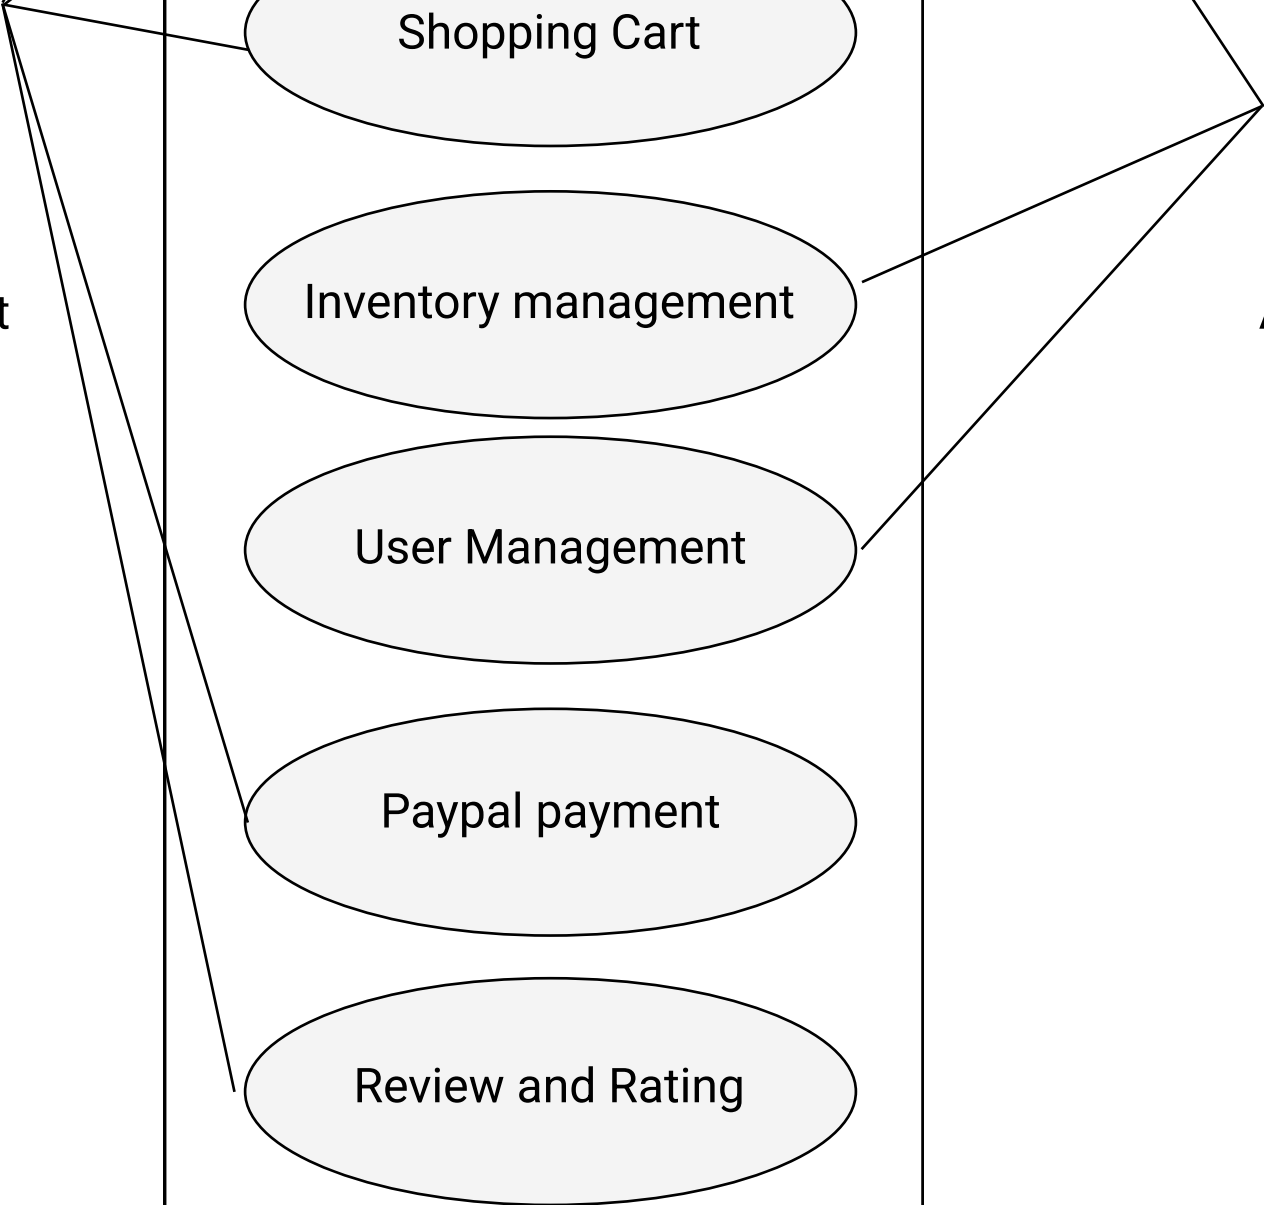 Shopping Cart
Inventory management
t
User Management
Paypal payment
Review and Rating